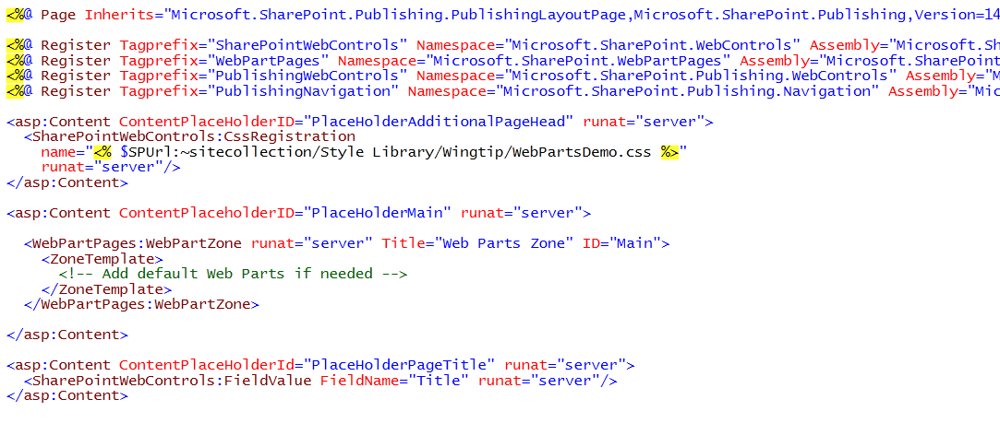 <%@ Page Inherits="Microsoft.SharePoint.Publishing.PublishingLayoutPage,Microsoft.SharePoint.Publishing,Version=14
<%@ Register Tagprefix="SharePointWebControls" Namespace="Microsoft.SharePoint.WebControls" Assembly="Microsoft.Sh
<%@ Register Tagprefix="WebPartPages" Namespace="Microsoft.SharePoint.WebPartPages" Assembly="Microsoft.SharePoint
<%@ Register Tagprefix="PublishingWebControls" Namespace="Microsoft.SharePoint.Publishing.WebControls" Assembly="M
<%@ Register Tagprefix="PublishingNavigation" Namespace="Microsoft.SharePoint.Publishing.Navigation" Assembly="Mic
<asp:Content ContentPlaceHolderID="PlaceHolderAdditionalPageHead" runat="server">
<SharePointWebControls:CssRegistration
name="<% $SPUrl:~sitecollection/Style Library/Wingtip/WebPartsDemo.css %>"
runat="server"/>
</asp:Content>
<asp:Content ContentPlaceholderID="PlaceHolderMain" runat="server">
<WebPartPages:WebPartZone runat="server" Title="Web Parts Zone" ID="Main">
<ZoneTemplate>
<!-- Add default Web Parts if needed -->
</ZoneTemplate>
</WebPartPages:WebPartZone>
</asp:Content>
<asp:Content ContentPlaceHolderId="PlaceHolderPageTitle" runat="server">
<SharePointWebControls:FieldValue FieldName="Title" runat="server"/>
</asp:Content>